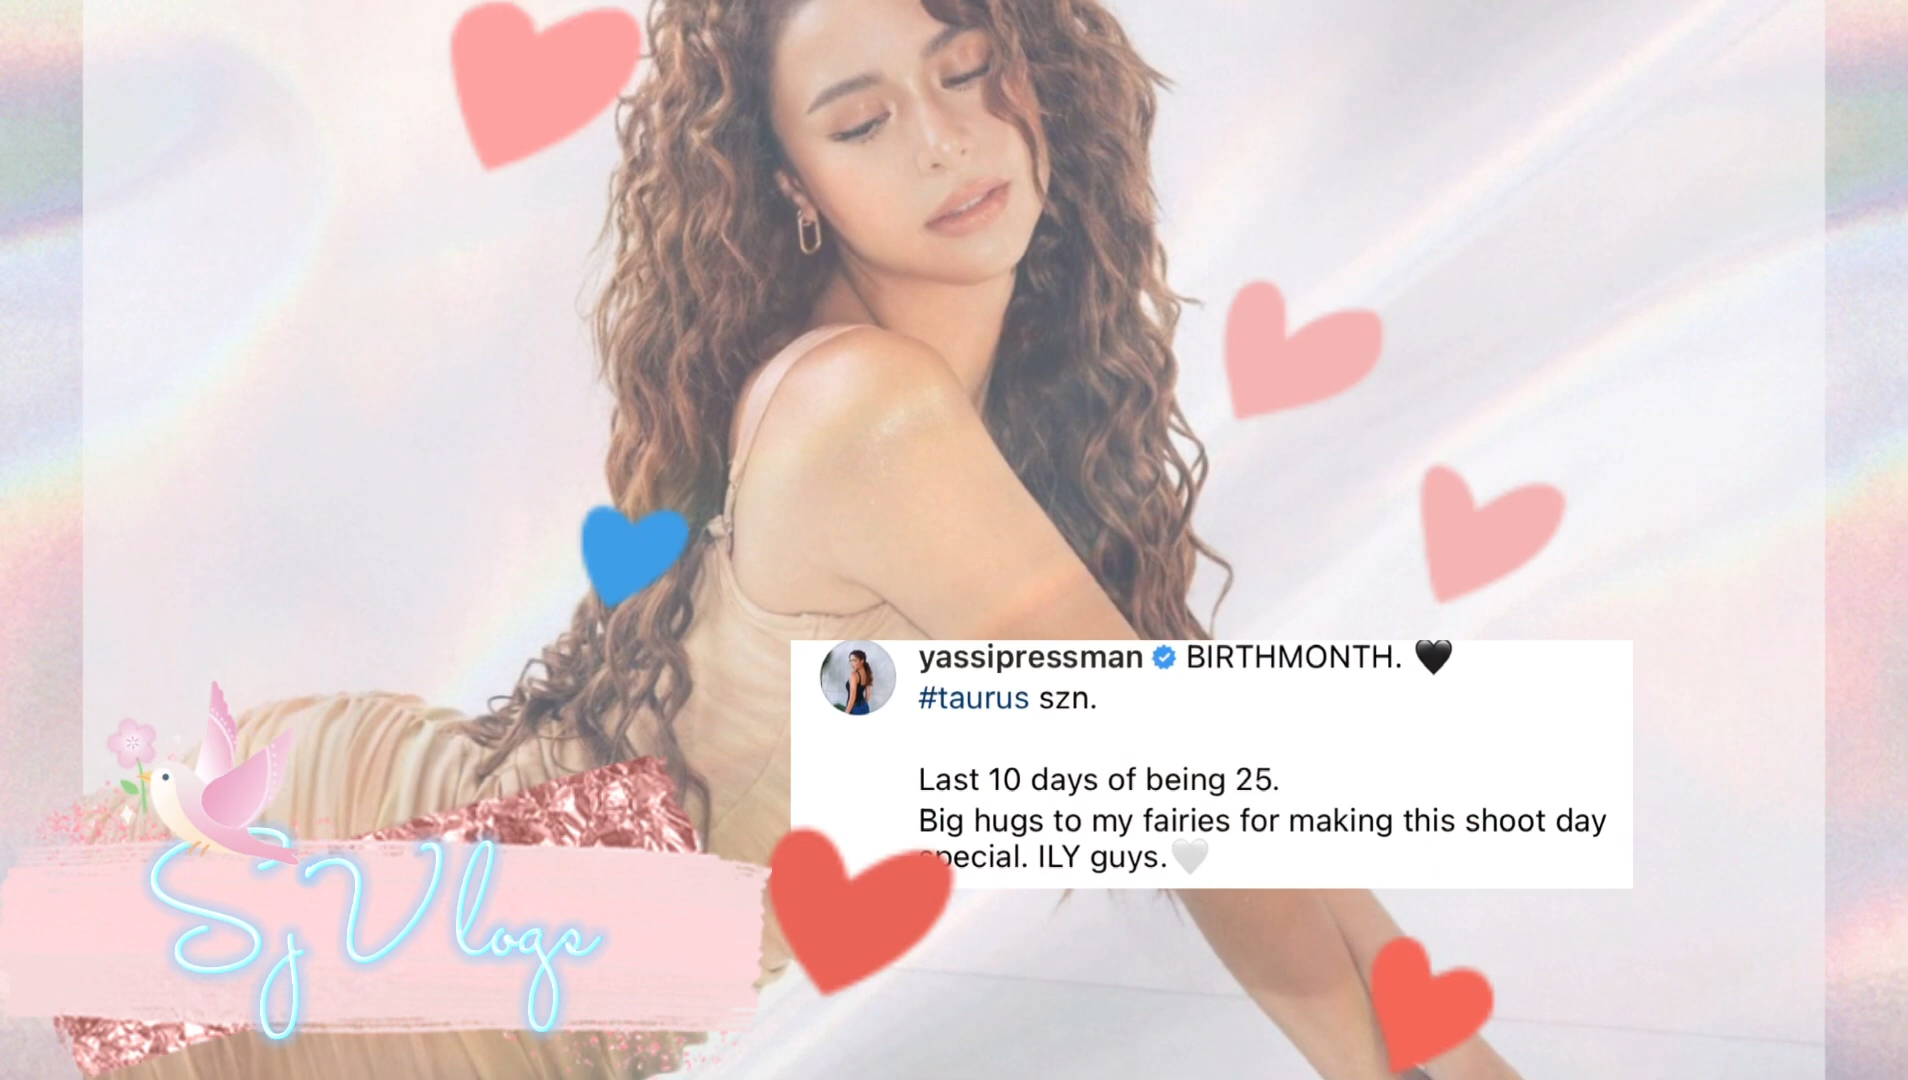 yassipressman BIRTHMONTH. 🖤
#taurus szn.
Last 10 days of being 25.
Big hugs to my fairies for making this shoot day
special. ILY guys.🤍
Sj Vlogs